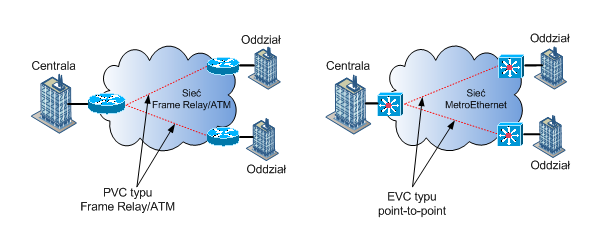 Oddział
Centrala
Sieć
Frame Relay/ATM
Oddział
PVC typu
Frame Relay/ATM
Oddział
Centrala
Sieć
MetroEthernet
Oddział
EVC typu
point-to-point